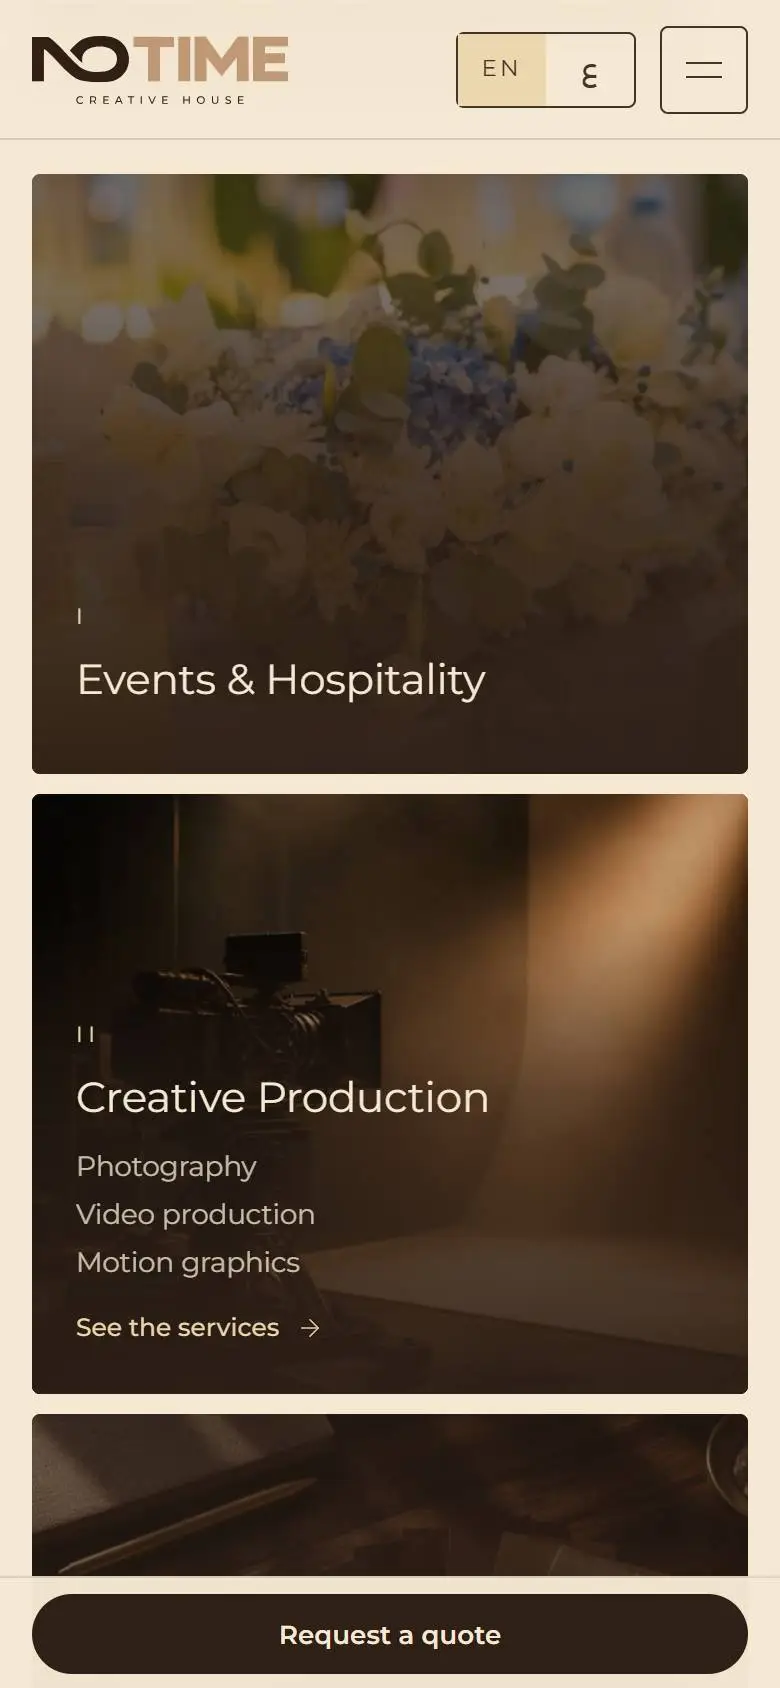 NOTIME
CREATIVE HOUSE
EN
ع
I
Events & Hospitality
II
Creative Production
Photography
Video production
Motion graphics
See the services →
Request a quote